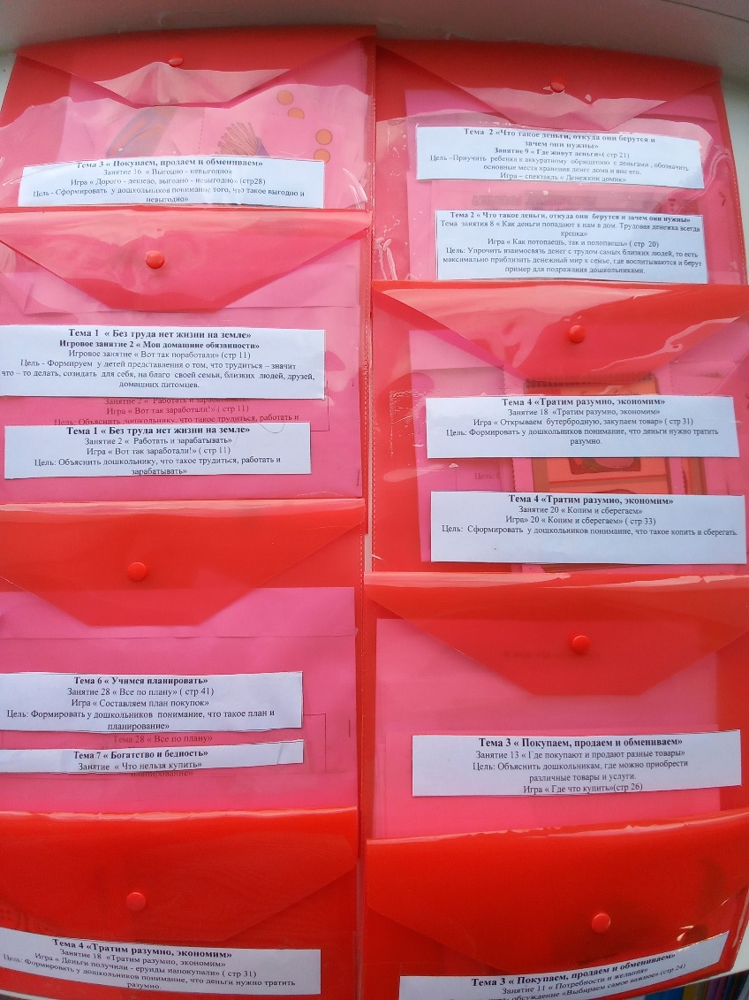 Тема 3 « Покупаем, продаем и обмениваем»
Занятие 16 « Выгодно - невыгодно»
Игра « Дорого - дешево, выгодно - невыгодно» (стр28)
Цель - Сформировать у дошкольников понимание того, что такое выгодно и
невыгодно»
Тема 1 « Без труда нет жизни на земле»
Игровое занятие 2 « Мои домашние обязанности»
Игровое занятие « Вот так поработали» (стр 11)
Цель - Формируем у детей представления о том, что трудиться – значит
что – то делать, созидать для себя, на благо своей семьи, близких людей, друзей,
домашних питомцев.
Занятие 2 « Работать и зарабатывать»
Игра « Вот так заработали!» ( стр 11)
Цель: Объяснить дошкольнику, что такое трудиться, работать и
Тема 1 « Без труда нет жизни на земле»
Занятие 2 « Работать и зарабатывать»
Игра « Вот так заработали!» ( стр 11)
Цель: Объяснить дошкольнику, что такое трудиться, работать и
зарабатывать»
Тема 6 « Учимся планировать»
Занятие 28 « Все по плану» ( стр 41)
Игра « Составляем план покупок»
Цель: Формировать у дошкольников понимание, что такое план и
планирование»
Тема 28 « Все по плану»
Тема 7 « Богатство и бедность»
Занятие « Что нельзя купить»
планирование»
Тема 4 «Тратим разумно, экономим»
Занятие 18 «Тратим разумно, экономим»
Игра « Деньги получили - ерунды напокупали» ( стр 31)
Цель: Формировать у дошкольников понимание, что деньги нужно тратить
разумно.
Тема 2 «Что такое деньги, откуда они берутся и
зачем они нужны»
Занятие 9 « Где живут деньги»( стр 21)
Цель –Приучить ребенка к аккуратному обращению с деньгами , обозначить
основные места хранения денег дома и вне его.
Игра – спектакль « Денежкин домик»
Тема 2 « Что такое деньги, откуда они берутся и зачем они нужны»
Тема занятия 8 « Как деньги попадают к нам в дом. Трудовая денежка всегда
крепка»
Игра « Как потопаешь, так и полопаешь» ( стр 20)
Цель: Упрочить взаимосвязь денег с трудом самых близких людей, то есть
максимально приблизить денежный мир к семье, где воспитываются и берут
пример для подражания дошкольниками.
Тема 4 «Тратим разумно, экономим»
Занятие 18 «Тратим разумно, экономим»
Игра « Открываем бутербродную, закупаем товар» ( стр 31)
Цель: Формировать у дошкольников понимание, что деньги нужно тратить
разумно.
Цель:
Тема 4 «Тратим разумно, экономим»
Занятие 20 « Копим и сберегаем»
Игра» 20 « Копим и сберегаем» ( стр 33)
Цель: Сформировать у дошкольников понимание, что такое копить и сберегать.
Тема 3 « Покупаем, продаем и обмениваем»
Занятие 13 « Где покупают и продают разные товары»
Цель: Объяснить дошкольникам, где можно приобрести
различные товары и услуги.
Игра « Где что купить»(стр 26)
Тема 3 « Покупаем, продаем и обмениваем»
Занятие 11 « Потребности и желания»
обсуждение «Выбираем самое важное» (стр 24)